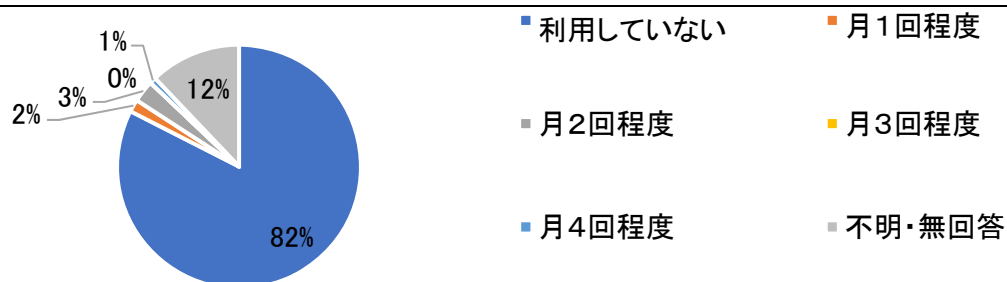 1%
0%
3%
2%
12%
82%
利用していない
月１回程度
月２回程度
月３回程度
月４回程度
不明・無回答